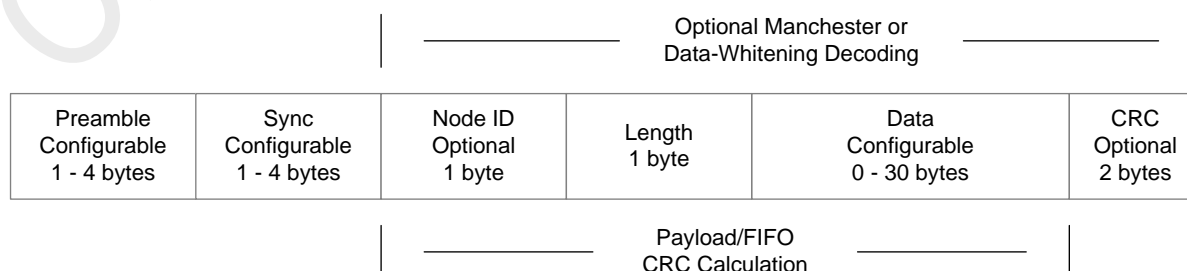 Optional Manchester or
Data-Whitening Decoding
Preamble
Configurable
1 - 4 bytes
Sync
Configurable
1 - 4 bytes
Node ID
Optional
1 byte
Length
1 byte
Data
Configurable
0 - 30 bytes
CRC
Optional
2 bytes
Payload/FIFO
CRC Calculation